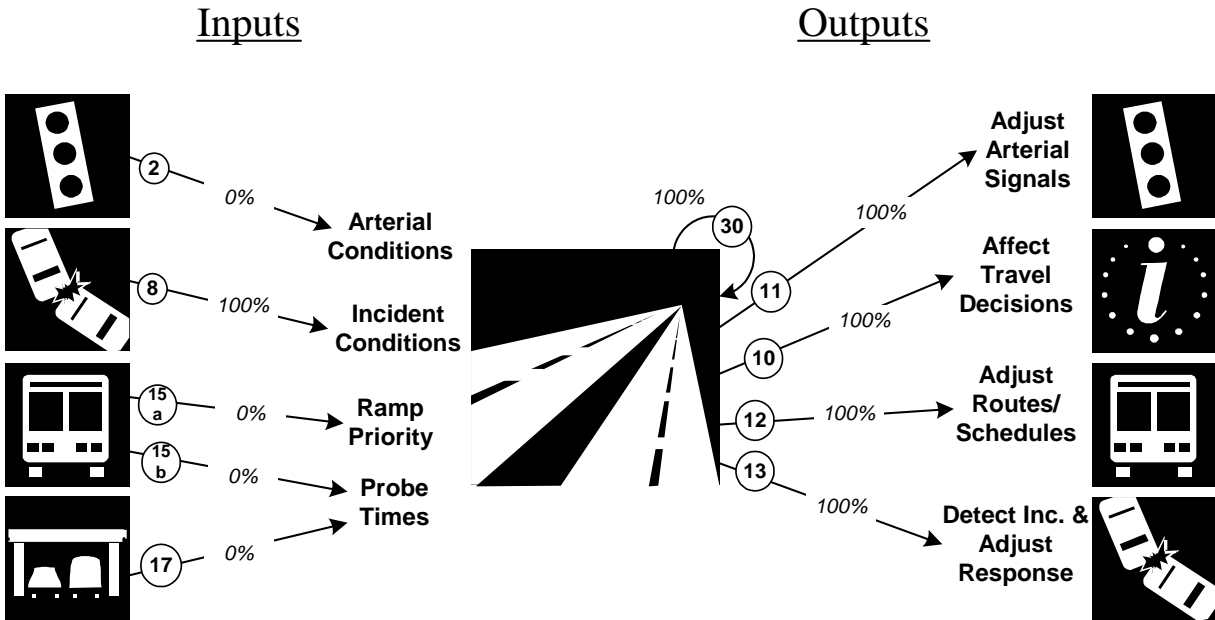 Inputs
Outputs
2
0%
Arterial
Conditions
8
100%
Incident
Conditions
15
a
0%
Ramp
Priority
15
b
0%
Probe
Times
17
0%
100%
30
11
100%
Adjust
Arterial
Signals
10
100%
Affect
Travel
Decisions
i
12
100%
Adjust
Routes/
Schedules
13
100%
Detect Inc. &
Adjust
Response